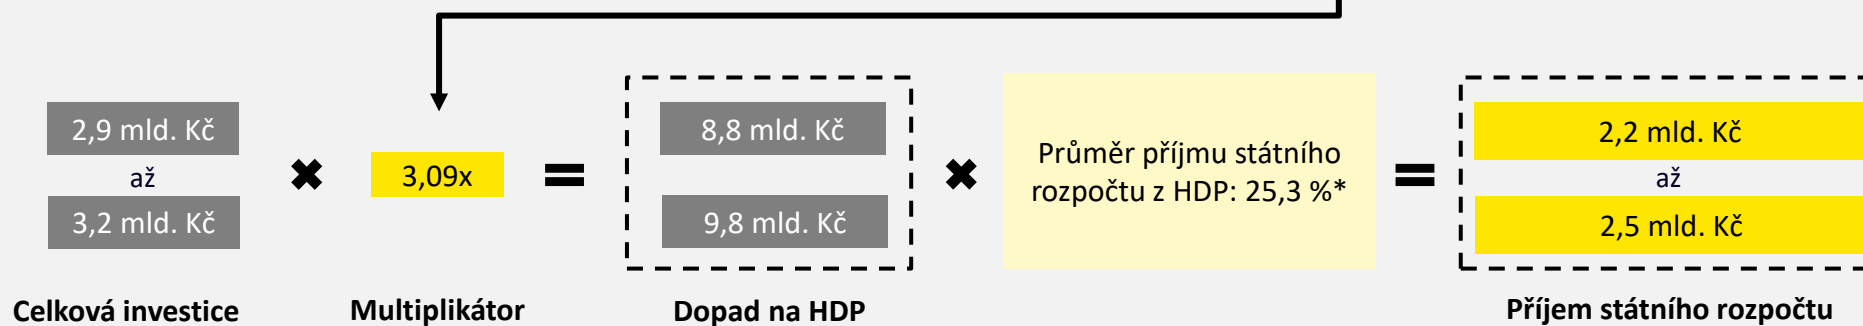 2,9 mld. Kč
až
3,2 mld. Kč
Celková investice
3,09x
Multiplikátor
8,8 mld. Kč
9,8 mld. Kč
Dopad na HDP
Průměr příjmu státního
rozpočtu z HDP: 25,3 %*
2,2 mld. Kč
až
2,5 mld. Kč
Příjem státního rozpočtu